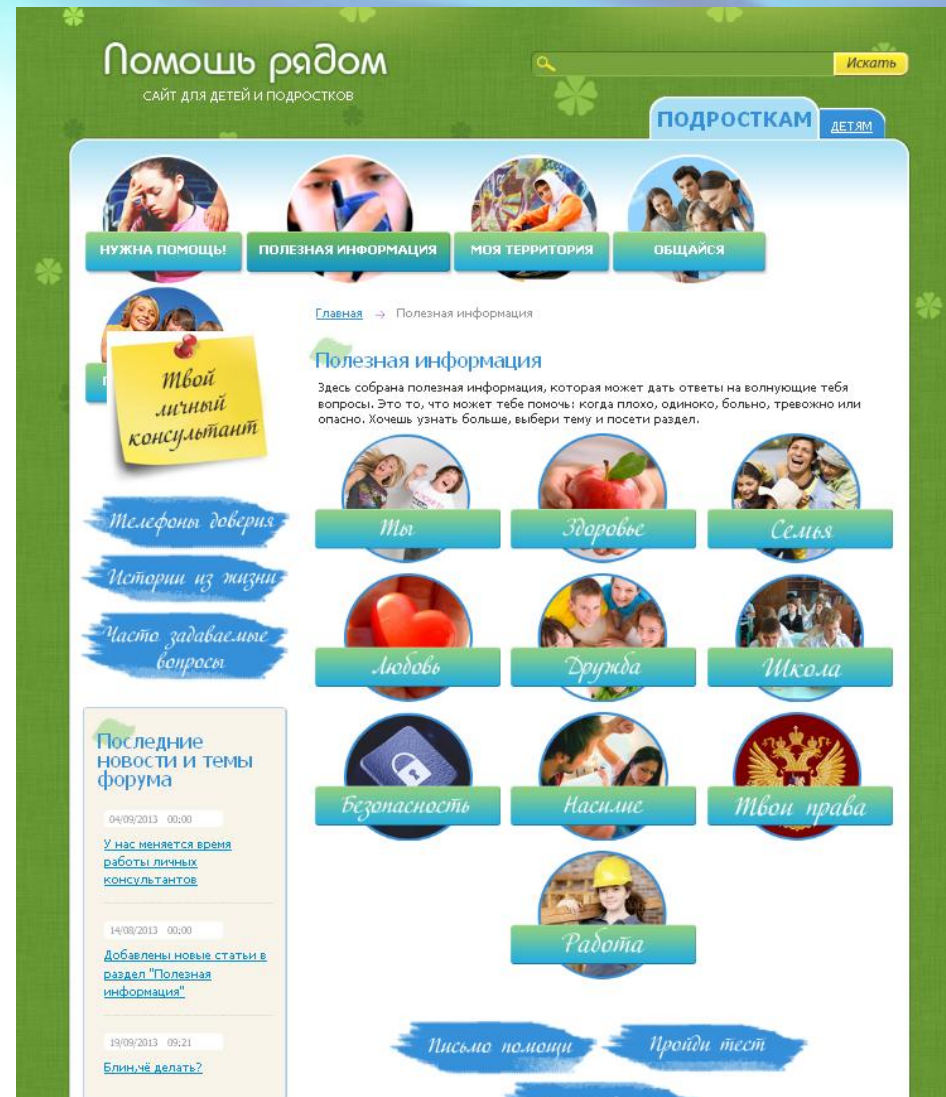 Помощь рядом
САЙТ ДЛЯ ДЕТЕЙ И ПОДРОСТКОВ
Искать
ПОДРОСТКАМ
ДЕТЯМ
НУЖНА ПОМОЩЬ!
ПОЛЕЗНАЯ ИНФОРМАЦИЯ
МОЯ ТЕРРИТОРИЯ
ОБЩАЙСЯ
Твой
личный
консультант
Телефоны доверия
Истории из жизни
Часто задаваемые
вопросы
Последние
новости и темы
форума
04/09/2013 00:00
У нас меняется время
работы личных
консультантов
14/08/2013 00:00
Добавлены новые статьи в
раздел "Полезная
информация"
19/09/2013 09:21
Блин,чё делать?
Главная → Полезная информация
Полезная информация
Здесь собрана полезная информация, которая может дать ответы на волнующие тебя
вопросы. Это то, что может тебе помочь: когда плохо, одиноко, больно, тревожно или
опасно. Хочешь узнать больше, выбери тему и посети раздел.
Ты
Здоровье
Семья
Любовь
Дружба
Школа
Безопасность
Насилие
Твои права
Работа
Письмо помощи
Пройди тест